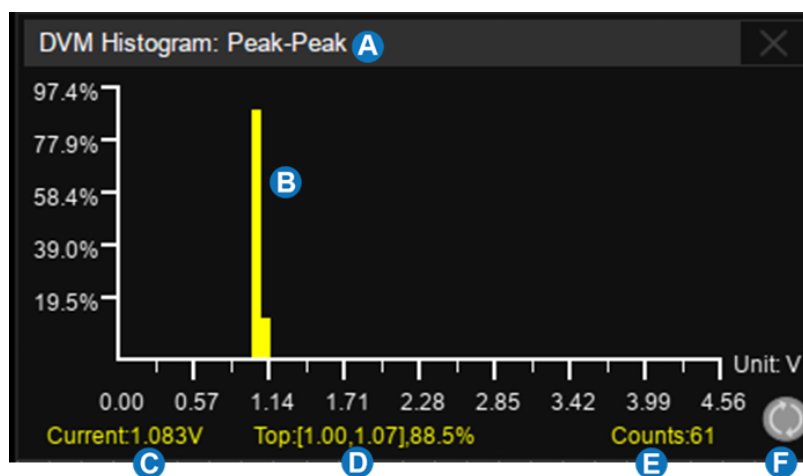 DVM Histogram: Peak-Peak A
97.4%
77.9%
B
58.4%
39.0%
19.5%
Unit: V
0.00 0.57 1.14 1.71 2.28 2.85 3.42 3.99 4.56
Current:1.083V Top:[1.00,1.07],88.5% Counts:61
C D E F